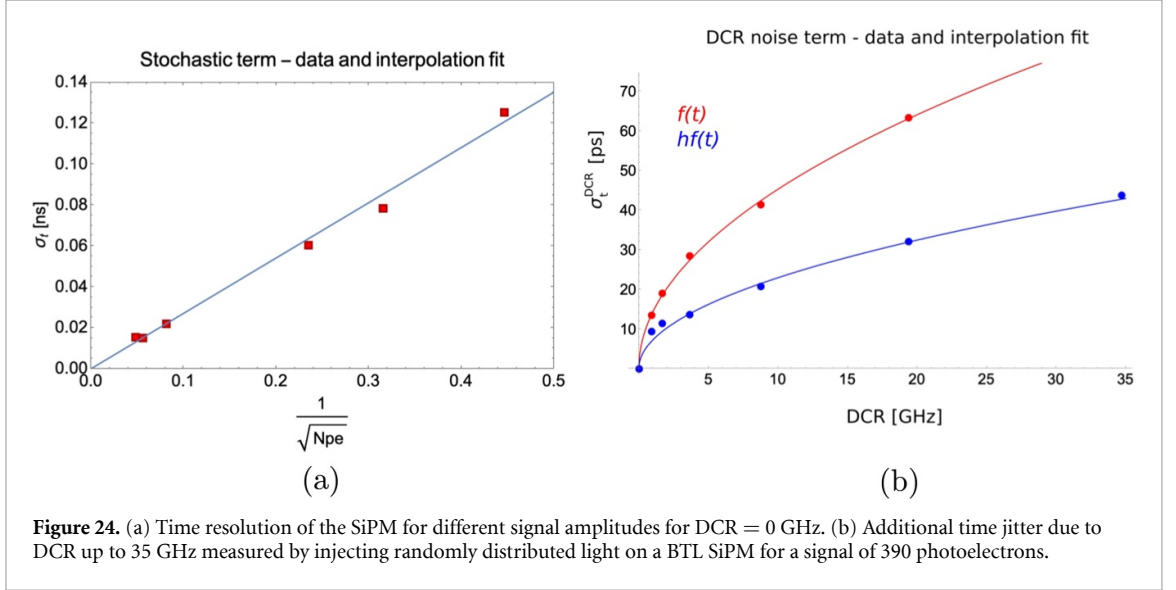 Stochastic term – data and interpolation fit
0.14
0.12
0.10
0.08
0.06
0.04
0.02
0.00
σt [ns]
0.0 0.1 0.2 0.3 0.4 0.5
1
√Npe
(a)
DCR noise term - data and interpolation fit
f(t)
hf(t)
70
60
50
40
30
20
10
σtDCR [ps]
5 10 15 20 25 30 35
DCR [GHz]
(b)
Figure 24. (a) Time resolution of the SiPM for different signal amplitudes for DCR = 0 GHz. (b) Additional time jitter due to
DCR up to 35 GHz measured by injecting randomly distributed light on a BTL SiPM for a signal of 390 photoelectrons.